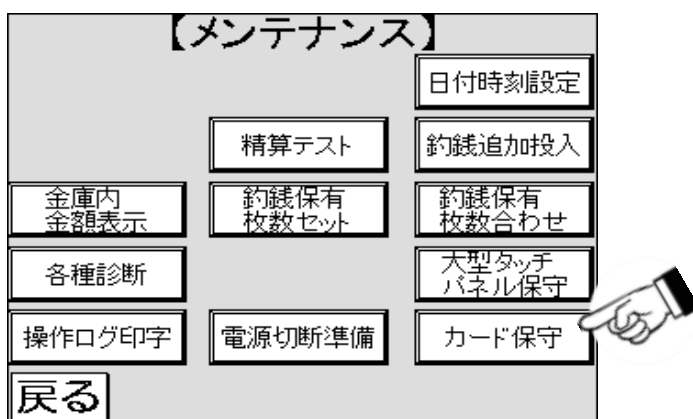 【メンテナンス】
日付時刻設定
精算テスト
釣銭追加投入
金庫内
金額表示
釣銭保有
枚数セット
釣銭保有
枚数合わせ
各種診断
大型タッチ
パネル保守
操作ログ印字
電源切断準備
カード保守
戻る